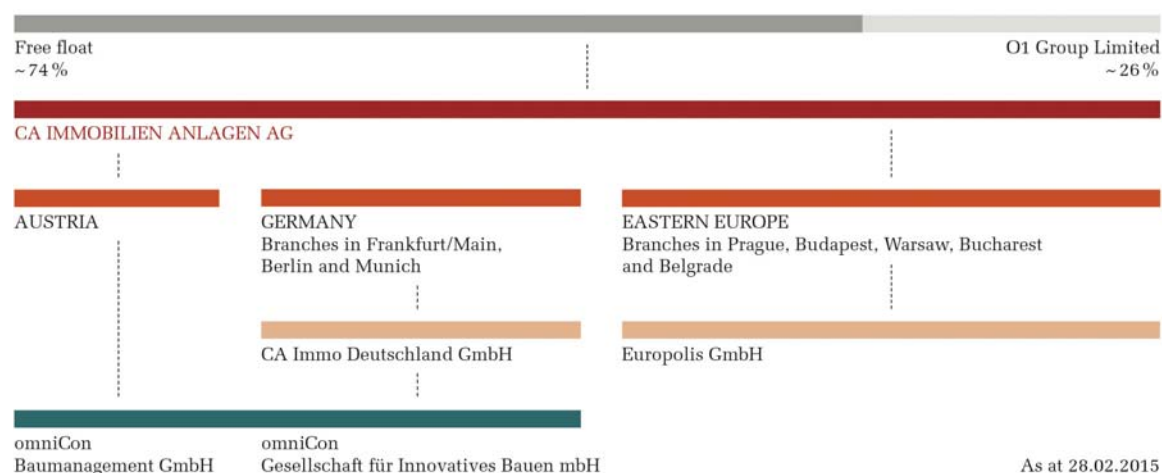 Free float
~74 %
O1 Group Limited
~26 %
CA IMMOBILIEN ANLAGEN AG
AUSTRIA
GERMANY
Branches in Frankfurt/Main,
Berlin and Munich
EASTERN EUROPE
Branches in Prague, Budapest, Warsaw, Bucharest
and Belgrade
CA Immo Deutschland GmbH
Europolis GmbH
omniCon
Baumanagement GmbH
omniCon
Gesellschaft für Innovatives Bauen mbH
As at 28.02.2015